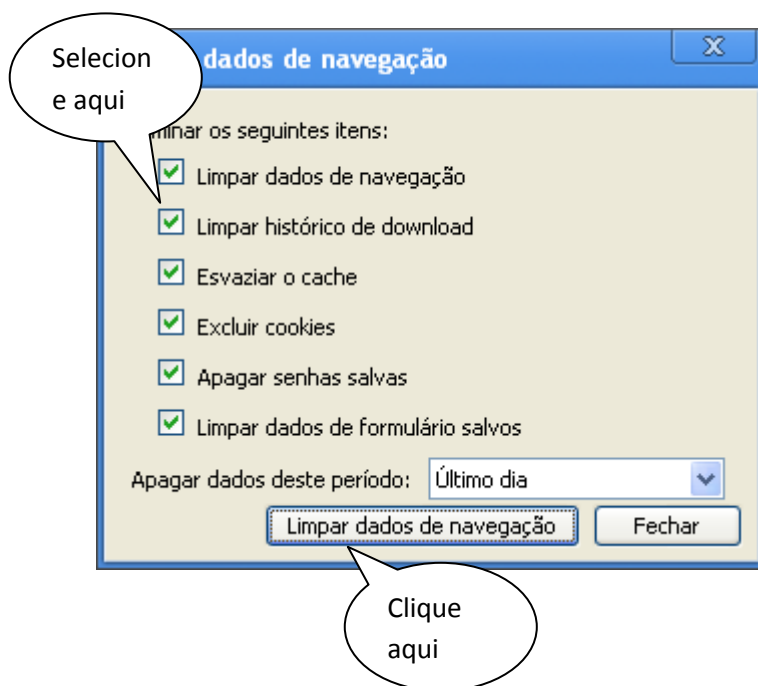 Selecion
e aqui
dados de navegação
os seguintes itens:
Limpar dados de navegação
Limpar histórico de download
Esvaziar o cache
Excluir cookies
Apagar senhas salvas
Limpar dados de formulário salvos
Apagar dados deste período: Último dia
Limpar dados de navegação Fechar
Clique
aqui